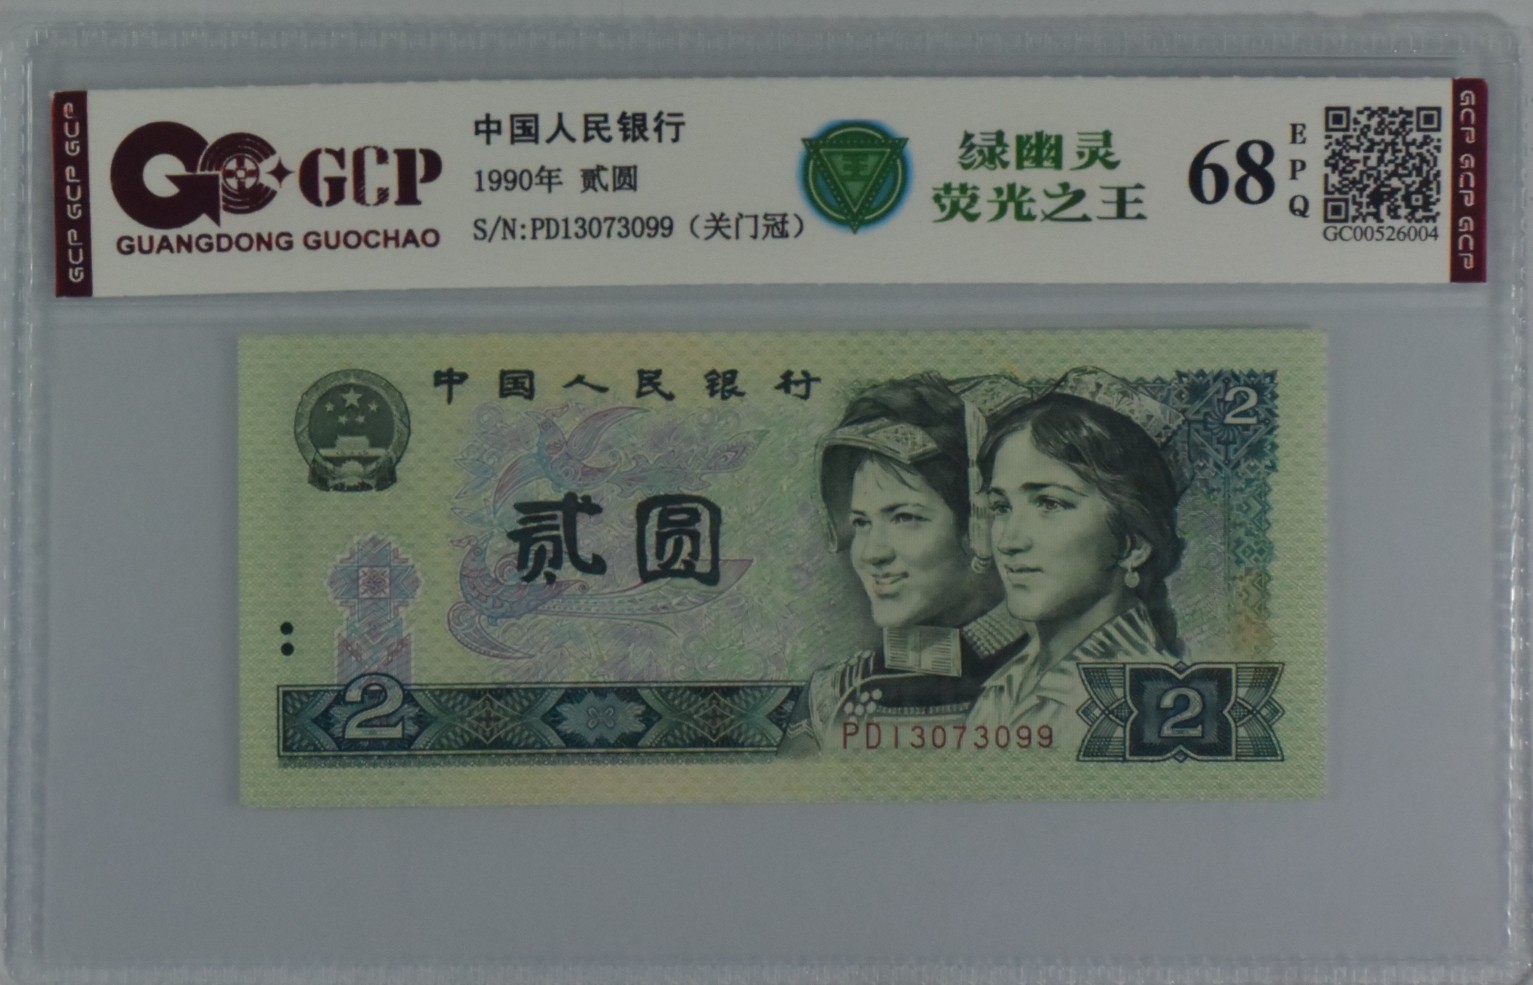 GCP GCP GCP
GCP
GUANGDONG GUOCHAO
中国人民银行
1990年 贰圆
S/N:PD13073099（关门冠）
王
绿幽灵
荧光之王
68
EPQ
GC00526004
GCP GCP GCP
中国人民银行
2
贰圆
2
PD13073099
2